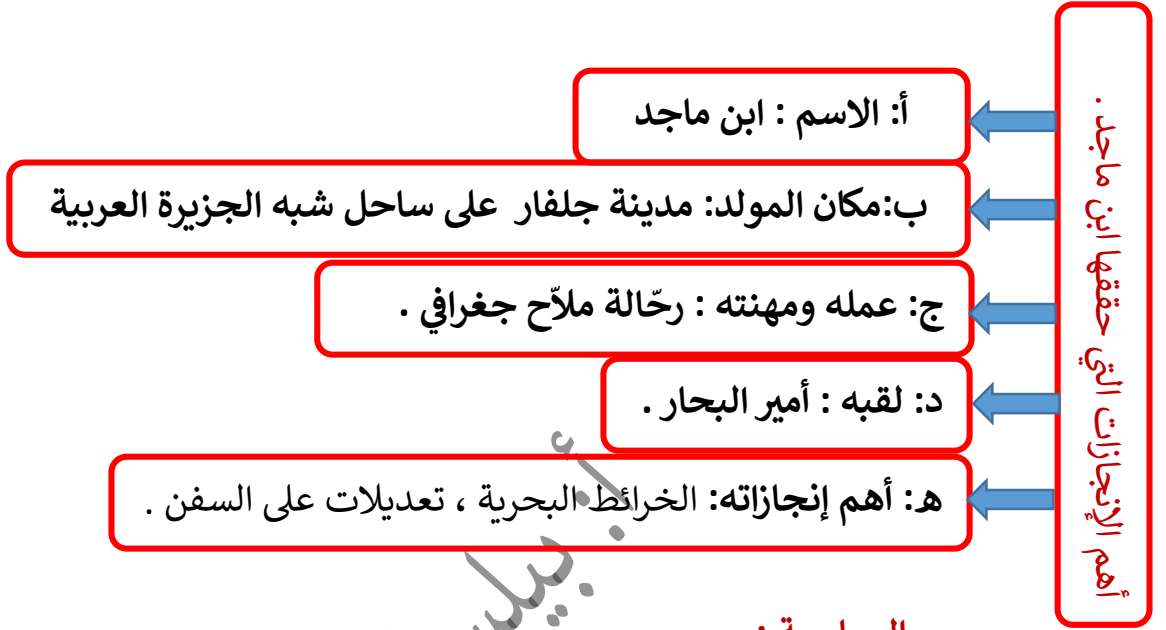 أهم الإنجازات التي حققها ابن ماجد .
أ: الاسم : ابن ماجد
ب:مكان المولد: مدينة جلفار على ساحل شبه الجزيرة العربية
ج: عمله ومهنته : رحّالة ملاّح جغرافي .
د: لقبه : أمير البحار .
ه: أهم إنجازاته: الخرائط البحرية ، تعديلات على السفن .